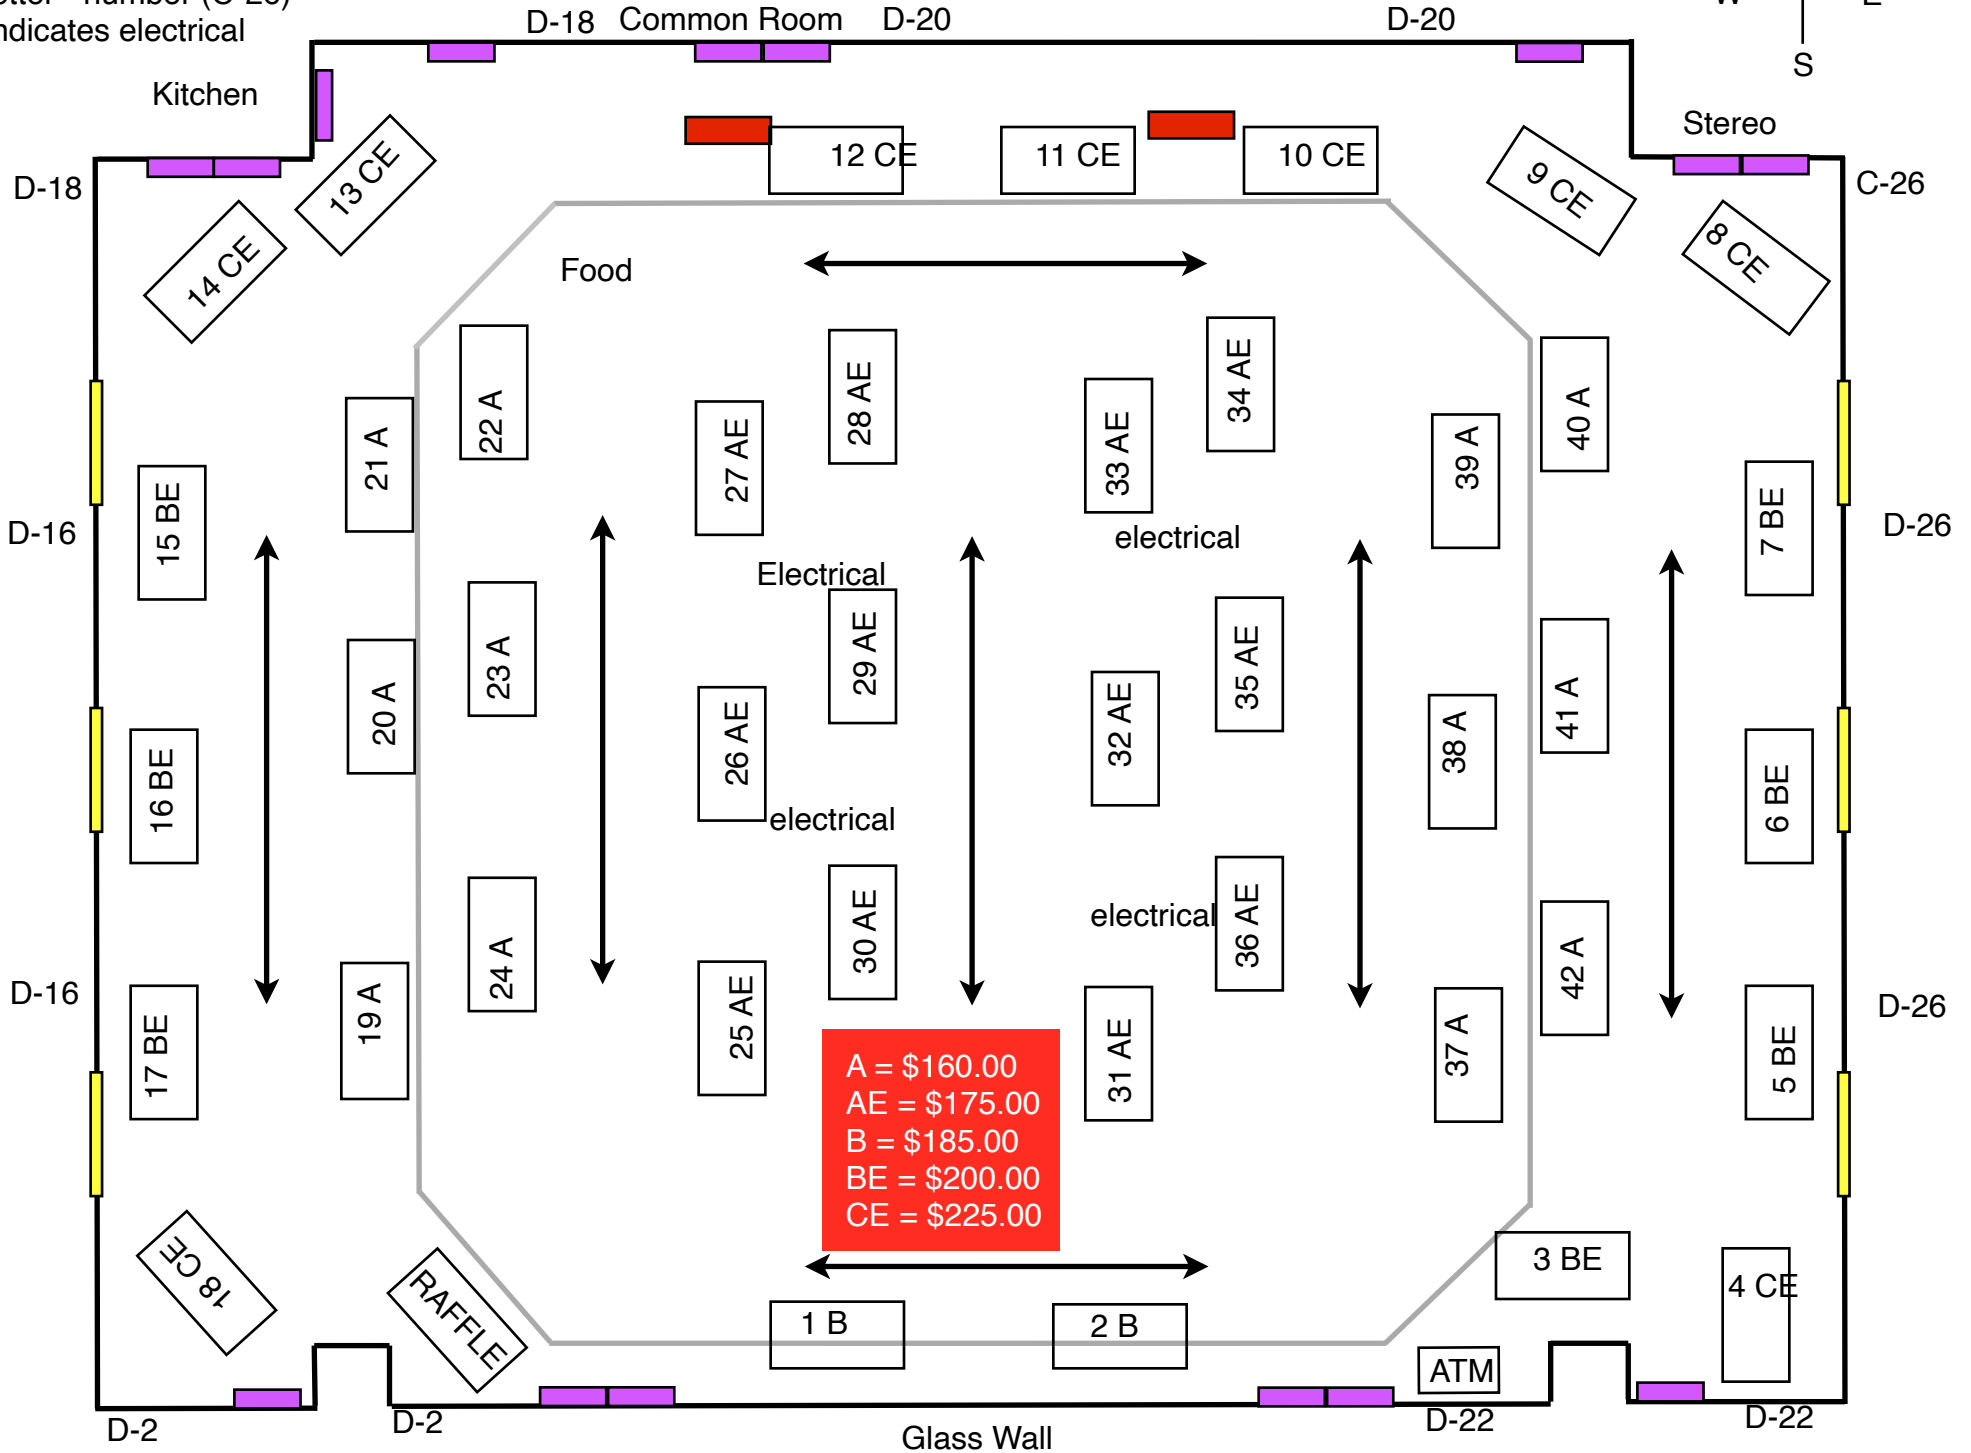 indicates electrical
D-18
Common Room
D-20
D-20
E
S
Kitchen
Stereo
D-18
C-26
13 CE
12 CE
11 CE
10 CE
9 CE
8 CE
14 CE
Food
22 A
28 AE
34 AE
40 A
21 A
27 AE
33 AE
39 A
15 BE
7 BE
D-16
D-26
electrical
Electrical
23 A
29 AE
35 AE
41 A
20 A
26 AE
32 AE
38 A
16 BE
6 BE
electrical
electrical
24 A
30 AE
36 AE
42 A
D-16
D-26
19 A
25 AE
31 AE
37 A
17 BE
5 BE
A = $160.00
AE = $175.00
B = $185.00
BE = $200.00
CE = $225.00
18 CE
RAFFLE
3 BE
4 CE
1 B
2 B
ATM
D-2
D-2
Glass Wall
D-22
D-22